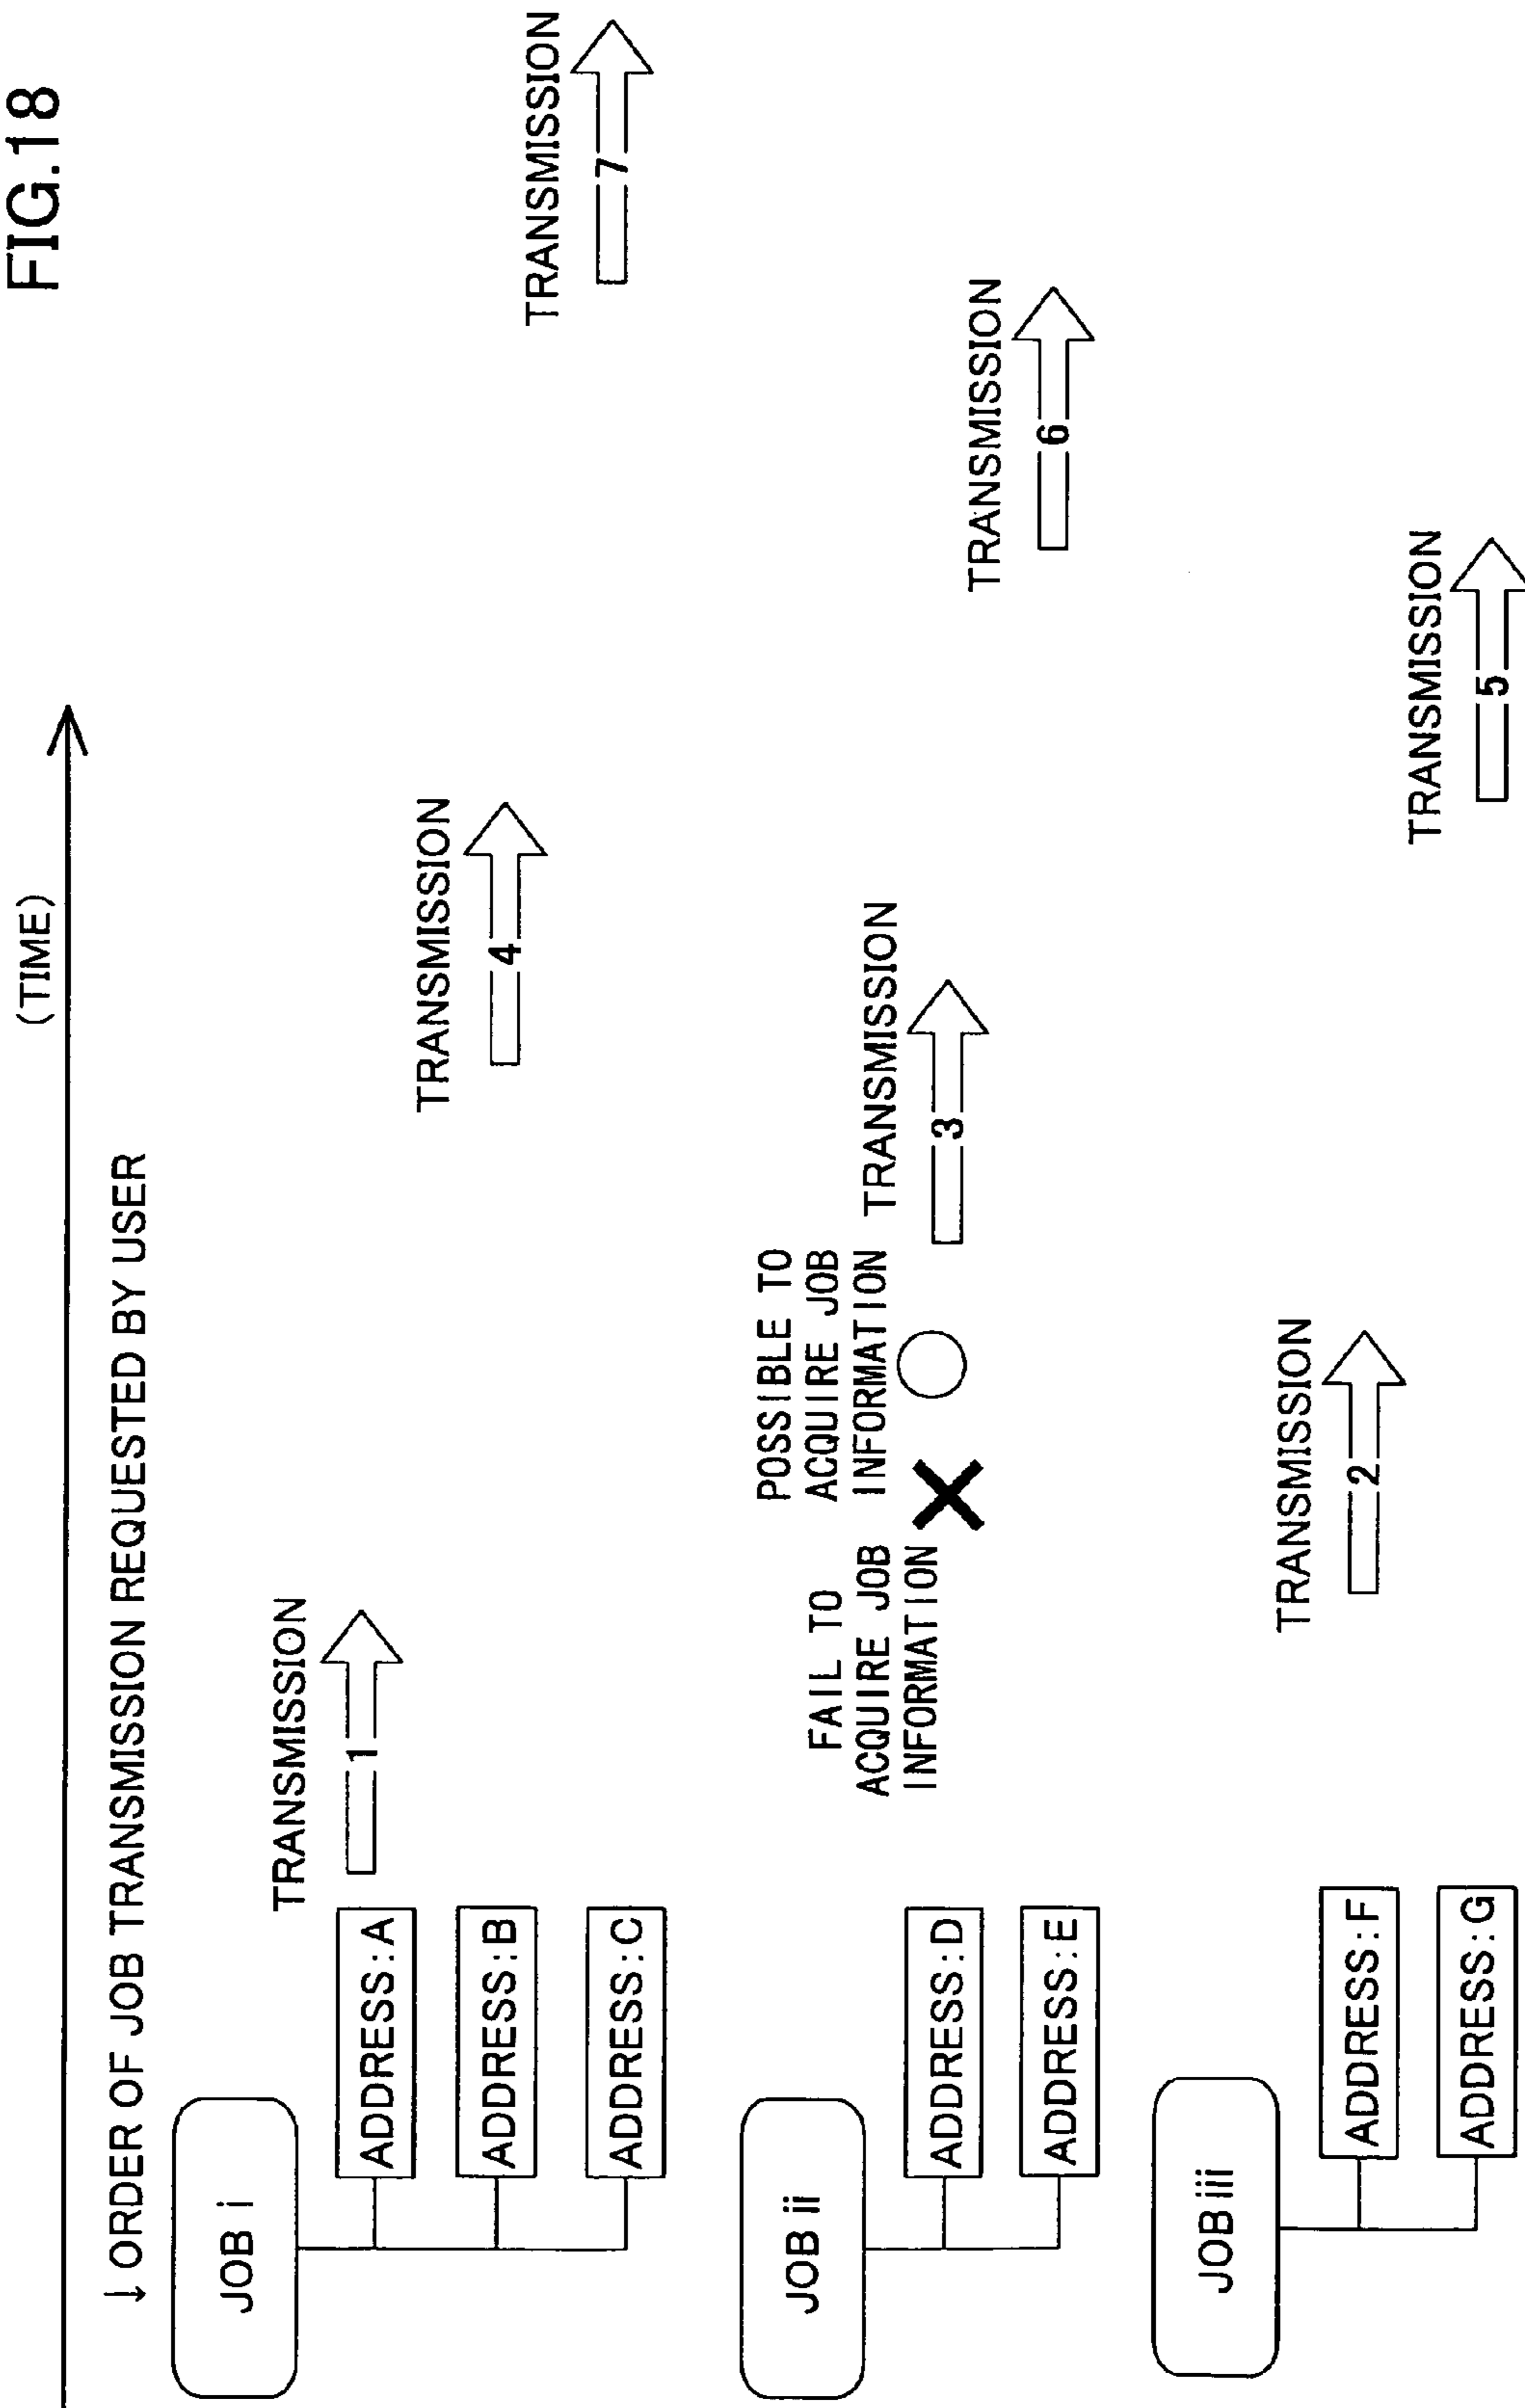 FIG.18
(TIME)
↓ORDER OF JOB TRANSMISSION REQUESTED BY USER
JOB i
TRANSMISSION
ADDRESS:A
1
TRANSMISSION
ADDRESS:B
4
TRANSMISSION
ADDRESS:C
7
JOB ii
FAIL TO
ACQUIRE JOB
INFORMATION
POSSIBLE TO
ACQUIRE JOB
INFORMATION
TRANSMISSION
ADDRESS:D
3
TRANSMISSION
ADDRESS:E
6
JOB iii
TRANSMISSION
ADDRESS:F
2
TRANSMISSION
ADDRESS:G
5